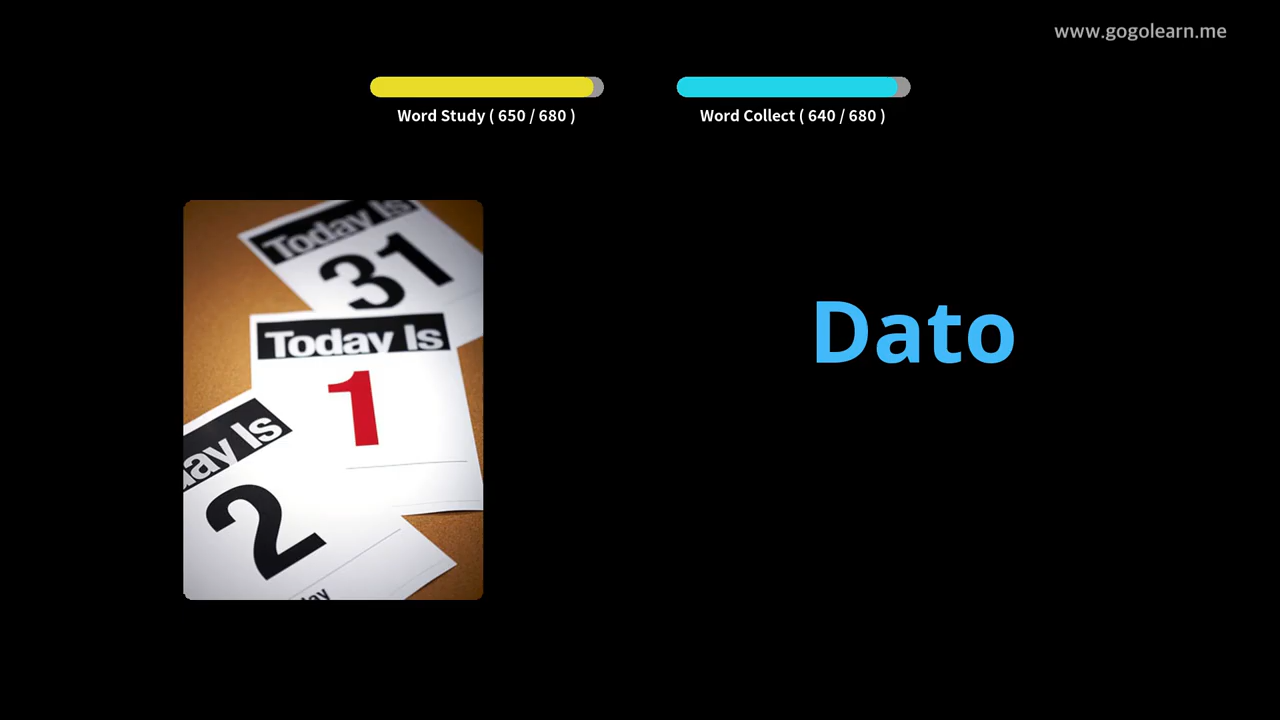 www.gogolearn.me
Word Study ( 650 / 680 )
Word Collect ( 640 / 680 )
Today Is
31
Today Is
1
ay Is
2
Dato